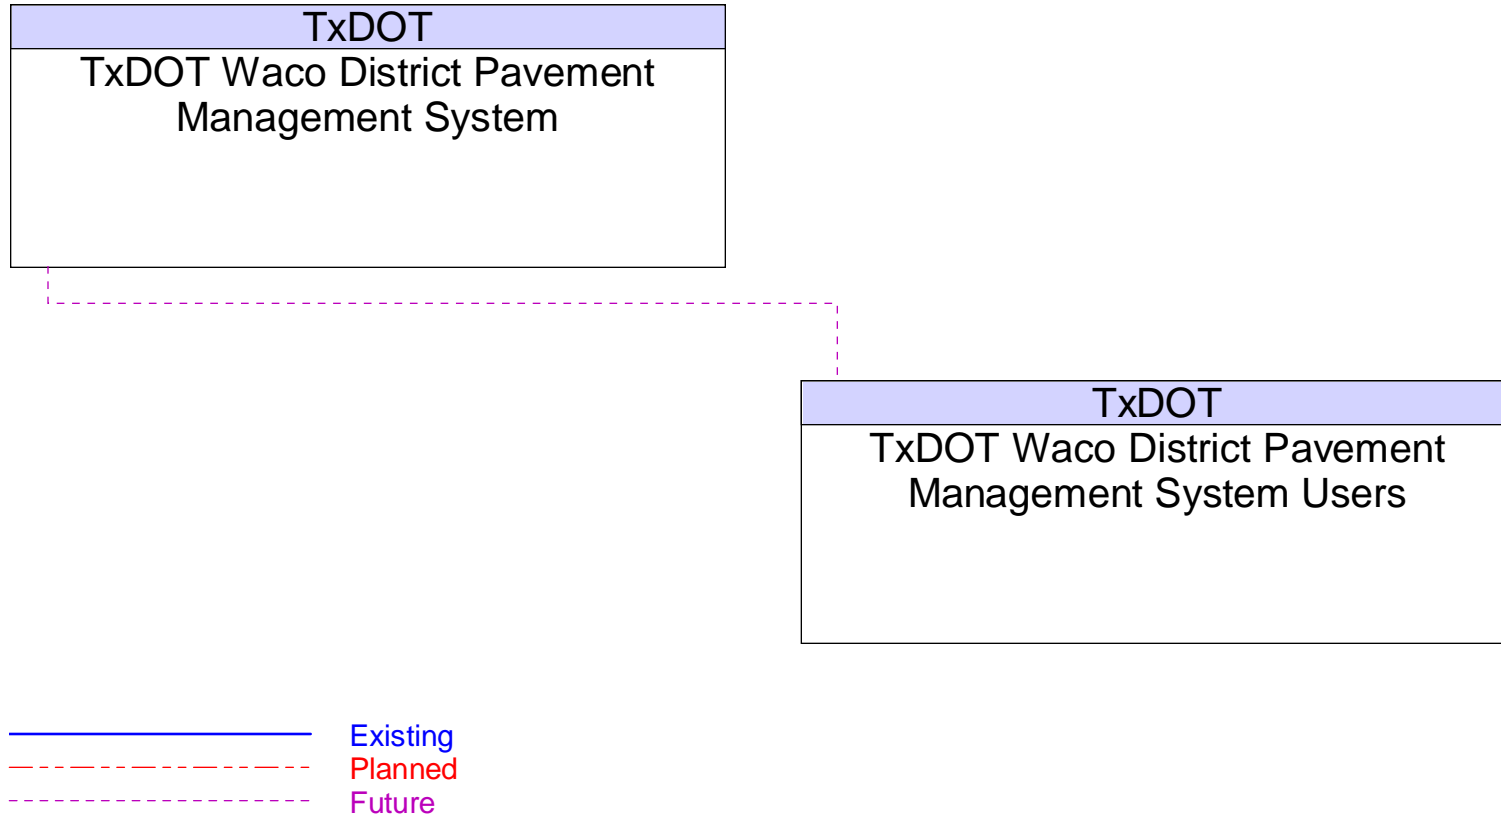 TxDOT
TxDOT Waco District Pavement
Management System
TxDOT
TxDOT Waco District Pavement
Management System Users
Existing
Planned
Future